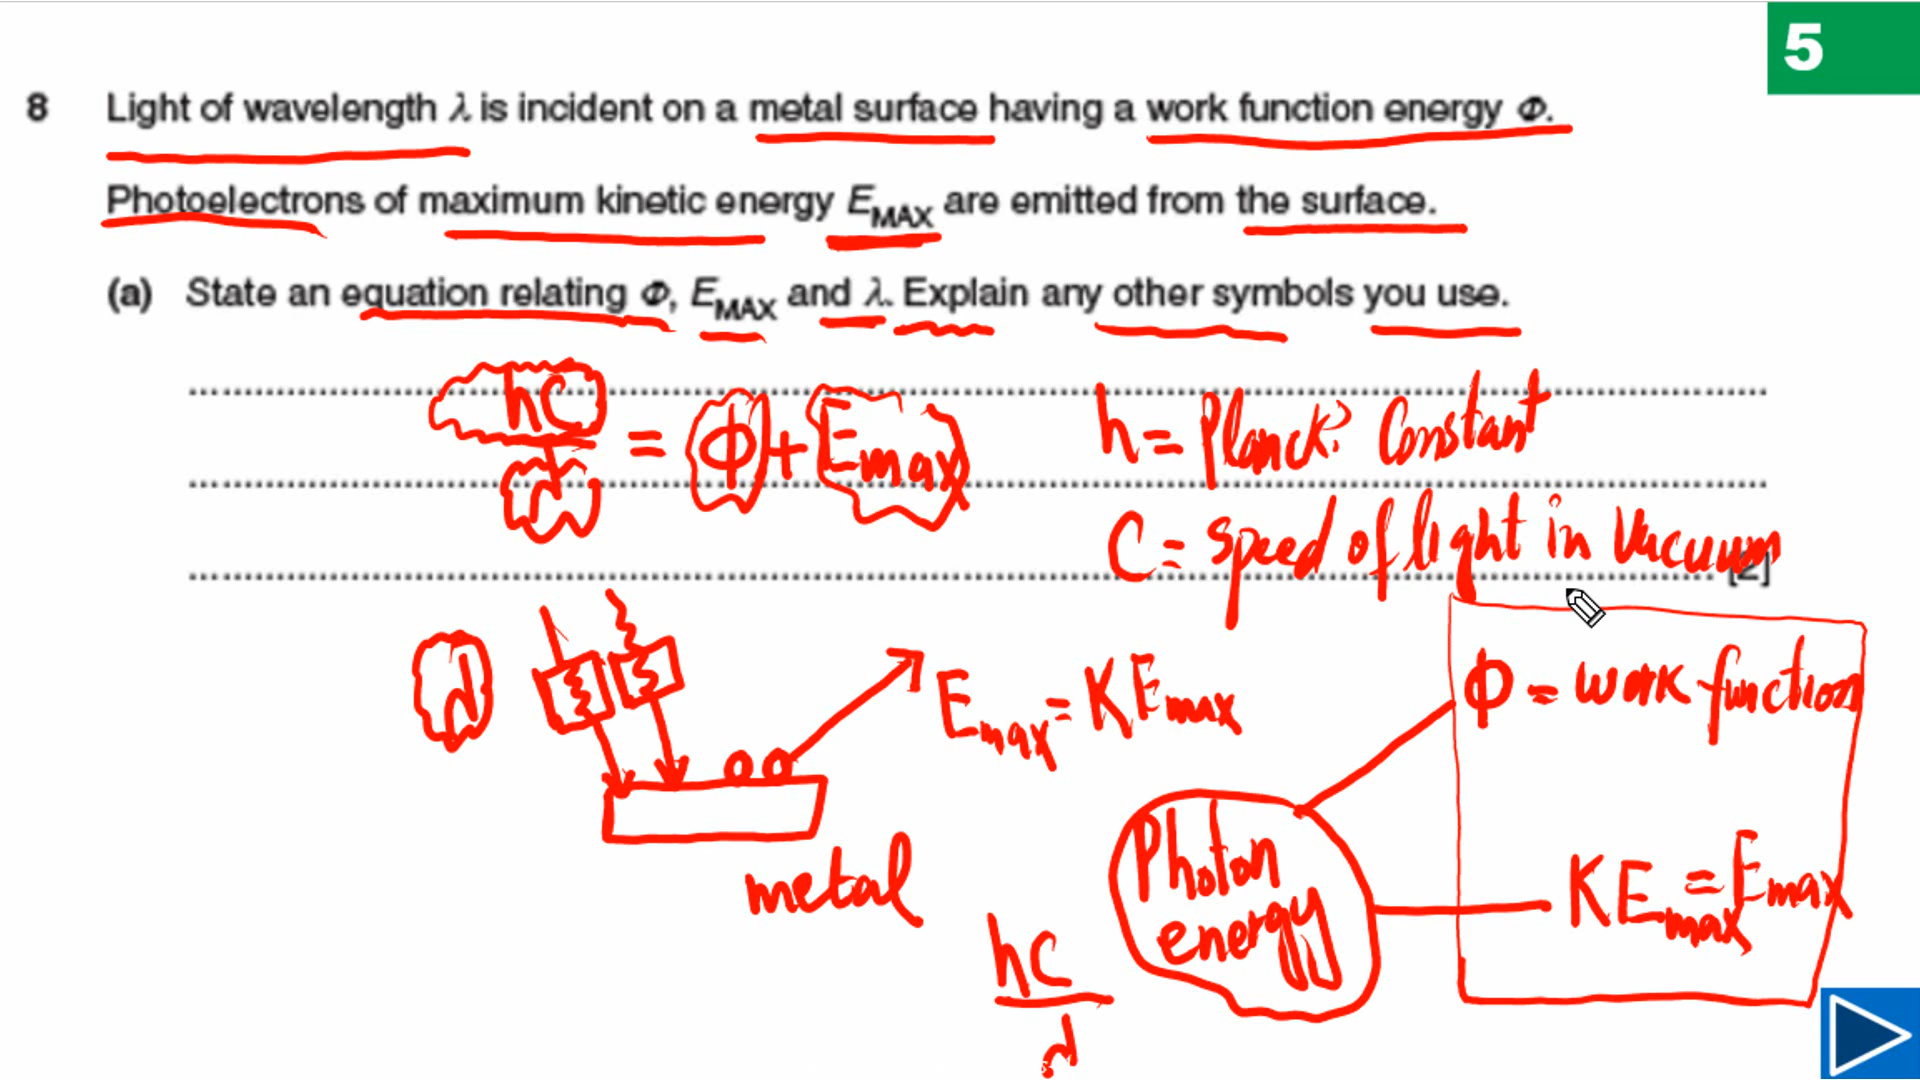 5
8 Light of wavelength λ is incident on a metal surface having a work function energy Φ.
Photoelectrons of maximum kinetic energy EMAX are emitted from the surface.
(a) State an equation relating Φ, EMAX and λ. Explain any other symbols you use.
hc/λ = Φ + Emax
h = Planck's Constant
C = Speed of light in Vacuum
[2]
λ
Emax = KEmax
Φ = work function
metal
Photon
energy
KEmax = Emax
hc/λ